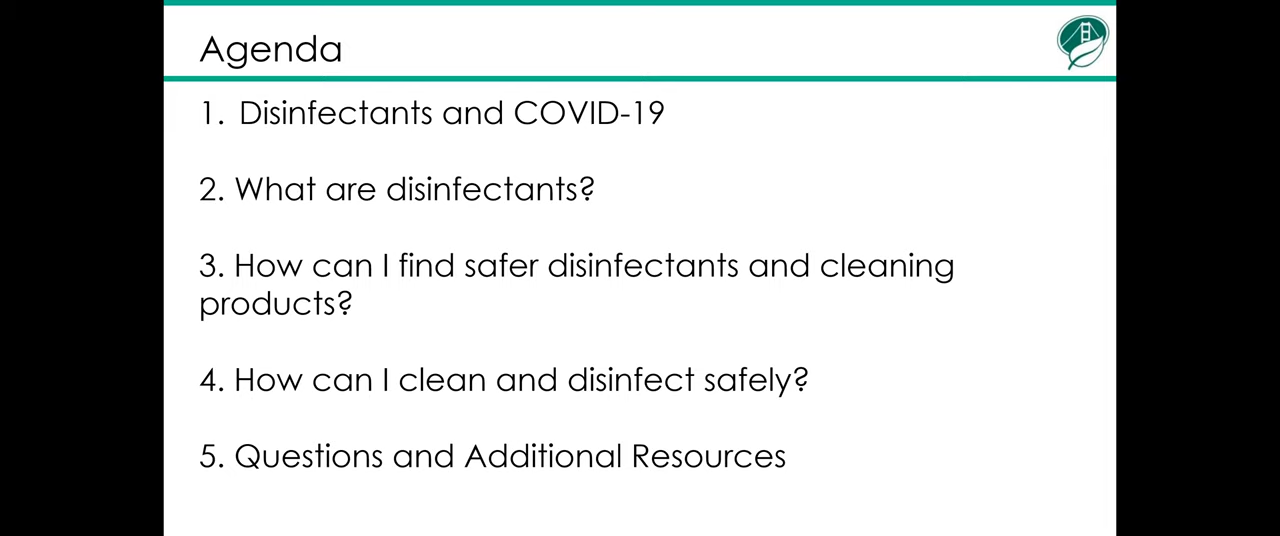 Agenda
1. Disinfectants and COVID-19
2. What are disinfectants?
3. How can I find safer disinfectants and cleaning
products?
4. How can I clean and disinfect safely?
5. Questions and Additional Resources